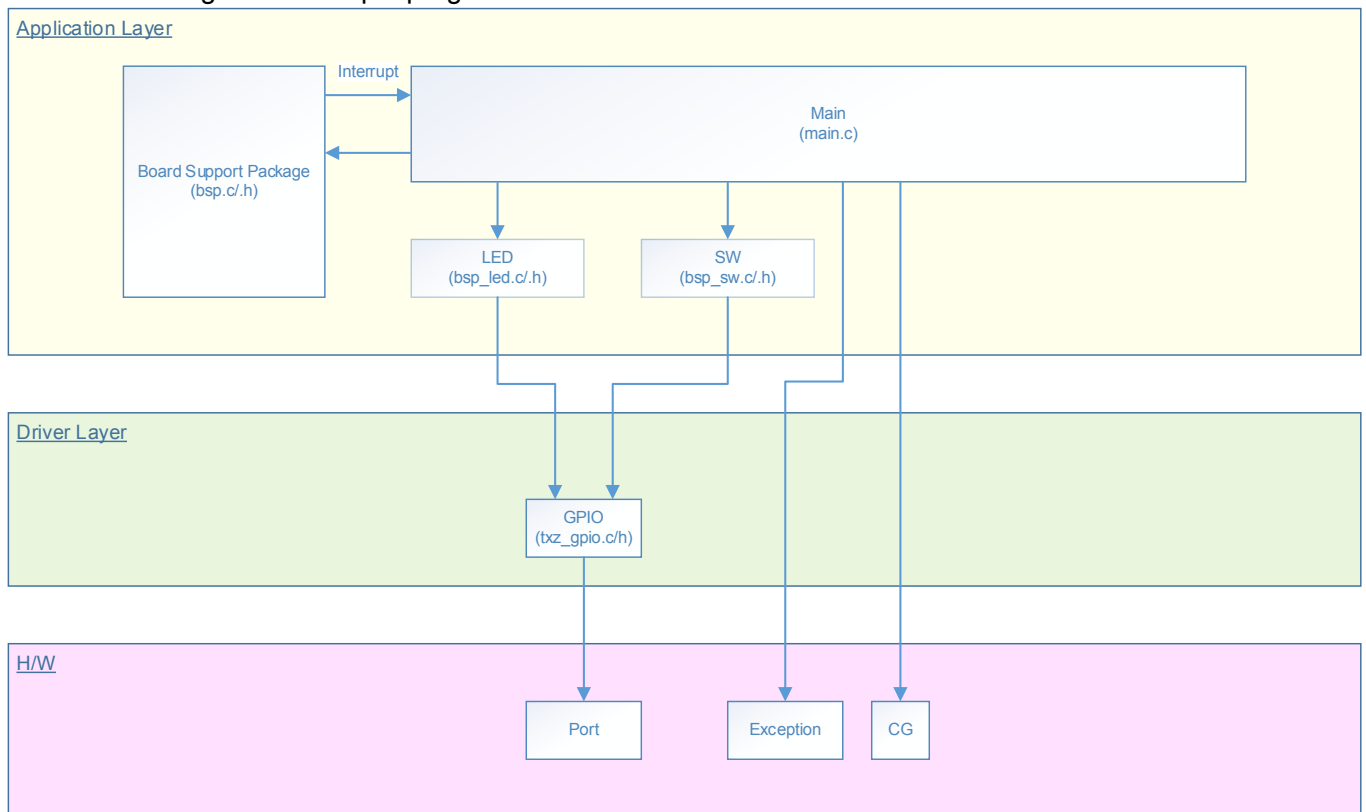 Application Layer
Interrupt
Main
(main.c)
Board Support Package
(bsp.c/.h)
LED
(bsp_led.c/.h)
SW
(bsp_sw.c/.h)
Driver Layer
GPIO
(txz_gpio.c/h)
H/W
Port
Exception
CG